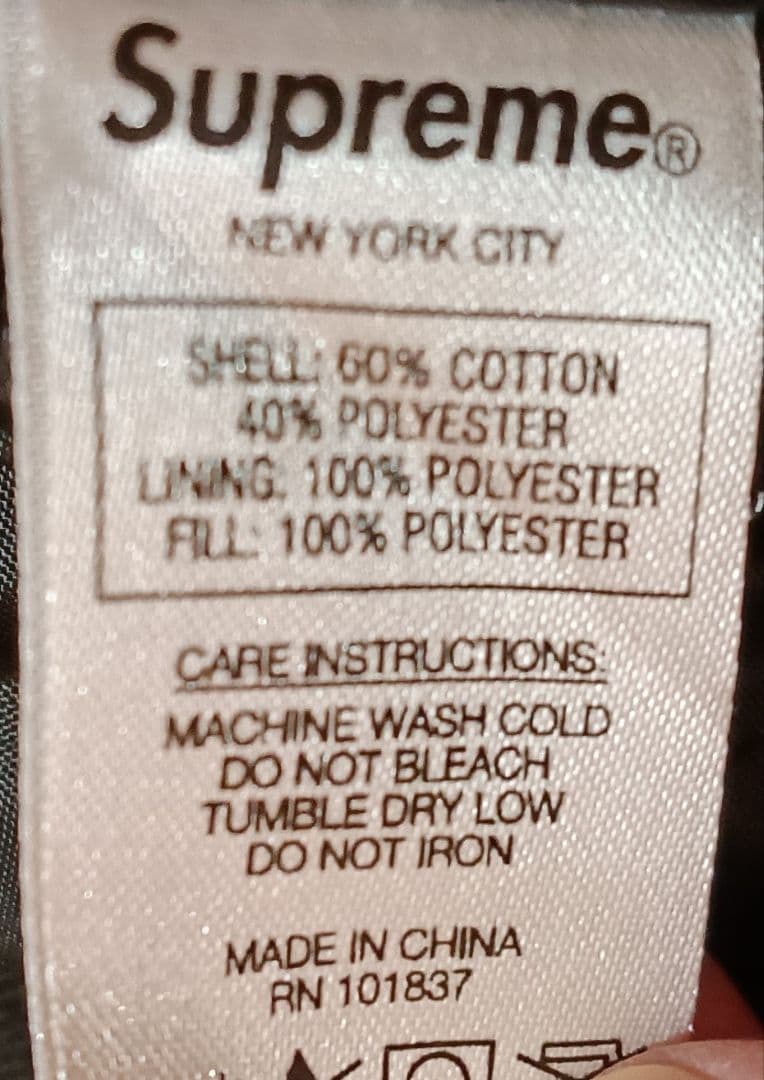 Supreme®
NEW YORK CITY
SHELL: 60% COTTON
40% POLYESTER
LINING: 100% POLYESTER
FILL: 100% POLYESTER
CARE INSTRUCTIONS:
MACHINE WASH COLD
DO NOT BLEACH
TUMBLE DRY LOW
DO NOT IRON
MADE IN CHINA
RN 101837